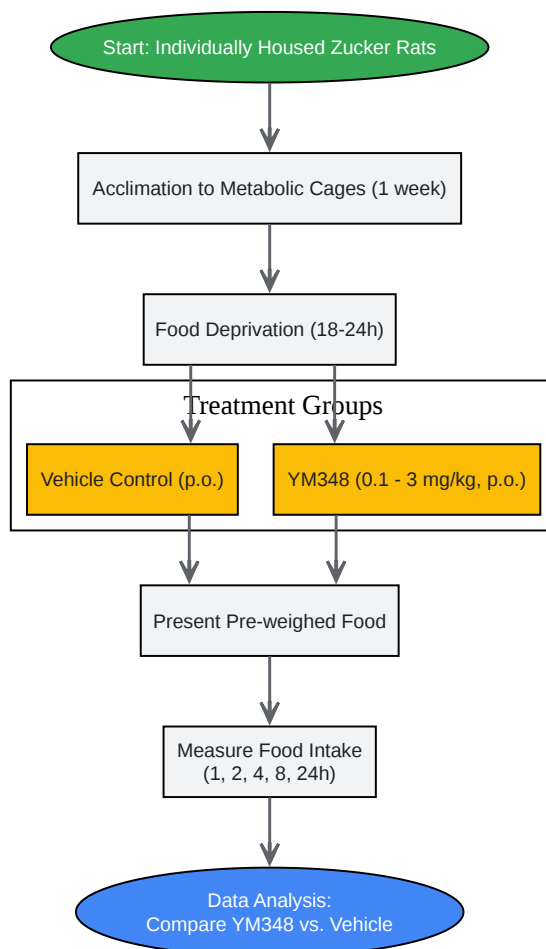 Start: Individually Housed Zucker Rats
Acclimation to Metabolic Cages (1 week)
Food Deprivation (18-24h)
Treatment Groups
Vehicle Control (p.o.)
YM348 (0.1 - 3 mg/kg, p.o.)
Present Pre-weighed Food
Measure Food Intake
(1, 2, 4, 8, 24h)
Data Analysis:
Compare YM348 vs. Vehicle